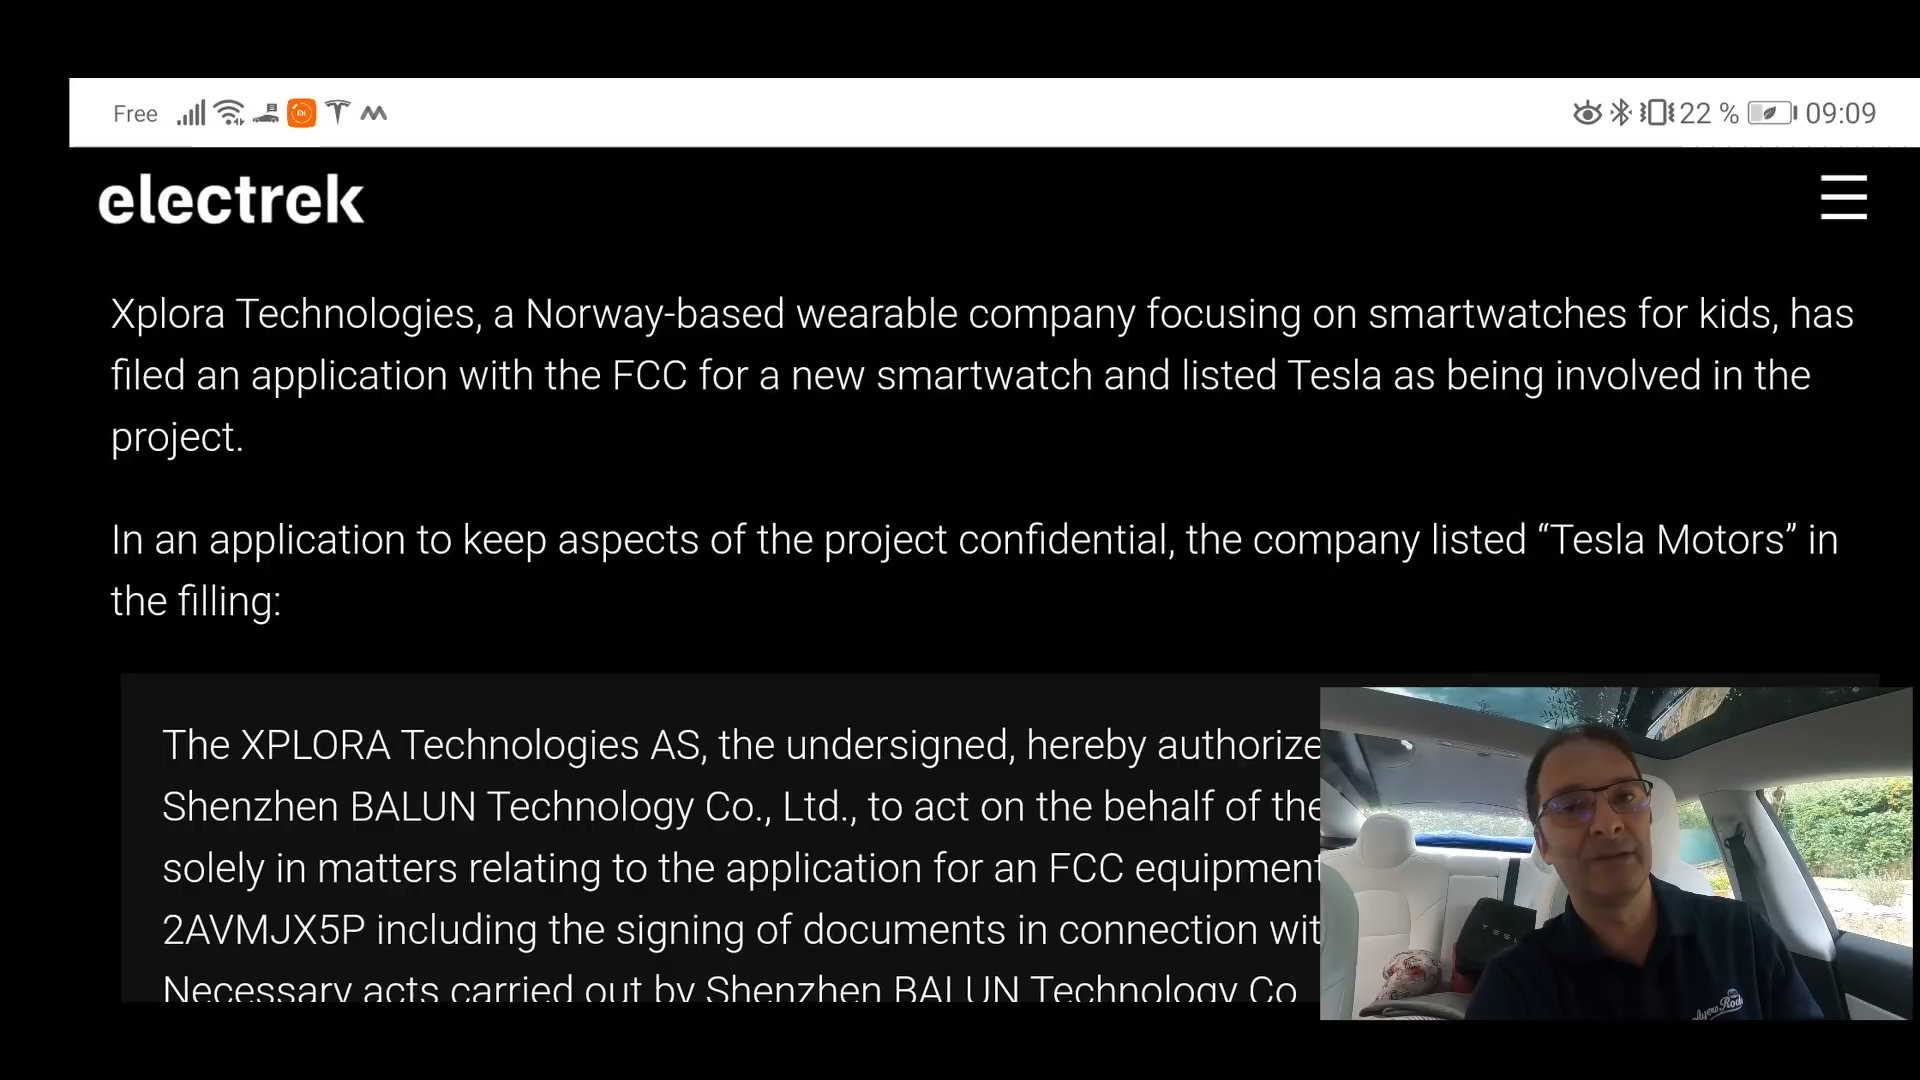 Free 22 % 09:09
electrek
Xplora Technologies, a Norway-based wearable company focusing on smartwatches for kids, has
filed an application with the FCC for a new smartwatch and listed Tesla as being involved in the
project.
In an application to keep aspects of the project confidential, the company listed “Tesla Motors” in
the filling:
The XPLORA Technologies AS, the undersigned, hereby authorize
Shenzhen BALUN Technology Co., Ltd., to act on the behalf of the
solely in matters relating to the application for an FCC equipment
2AVMJX5P including the signing of documents in connection wit
Necessary acts carried out by Shenzhen BALUN Technology Co